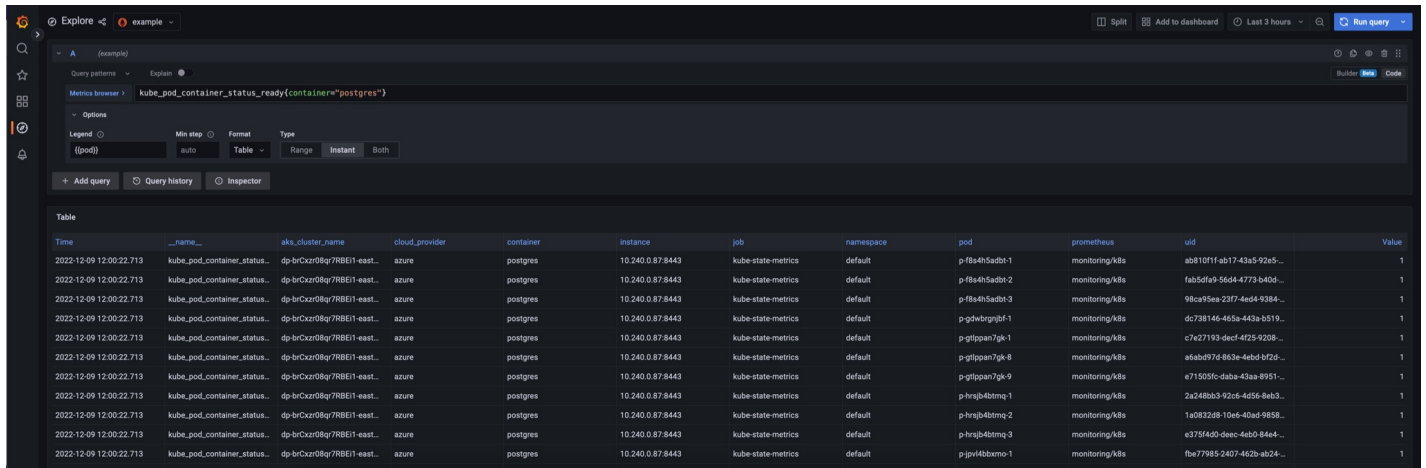 Explore example Split Add to dashboard Last 3 hours Run query
A (example)
Query patterns Explain Builder Beta Code
Metrics browser > kube_pod_container_status_ready{container="postgres"}
Options
Legend Min step Format Type
{{pod}} auto Table Range Instant Both
+ Add query Query history Inspector
Table
Time __name__ aks_cluster_name cloud_provider container instance job namespace pod prometheus uid Value
2022-12-09 12:00:22.713 kube_pod_container_status... dp-brCxzr08qr7RBEi1-east... azure postgres 10.240.0.87:8443 kube-state-metrics default p-f8s4h5adbt-1 monitoring/k8s ab810f1f-ab17-43a5-92e5-... 1
2022-12-09 12:00:22.713 kube_pod_container_status... dp-brCxzr08qr7RBEi1-east... azure postgres 10.240.0.87:8443 kube-state-metrics default p-f8s4h5adbt-2 monitoring/k8s fab5dfa9-56d4-4773-b40d-... 1
2022-12-09 12:00:22.713 kube_pod_container_status... dp-brCxzr08qr7RBEi1-east... azure postgres 10.240.0.87:8443 kube-state-metrics default p-f8s4h5adbt-3 monitoring/k8s 98ca95ea-23f7-4ed4-9384-... 1
2022-12-09 12:00:22.713 kube_pod_container_status... dp-brCxzr08qr7RBEi1-east... azure postgres 10.240.0.87:8443 kube-state-metrics default p-gdwbrgnjbf-1 monitoring/k8s dc738146-465a-443a-b519... 1
2022-12-09 12:00:22.713 kube_pod_container_status... dp-brCxzr08qr7RBEi1-east... azure postgres 10.240.0.87:8443 kube-state-metrics default p-gtlppan7gk-1 monitoring/k8s c7e27193-decf-4f25-9208-... 1
2022-12-09 12:00:22.713 kube_pod_container_status... dp-brCxzr08qr7RBEi1-east... azure postgres 10.240.0.87:8443 kube-state-metrics default p-gtlppan7gk-8 monitoring/k8s a6abd97d-863e-4ebd-bf2d-... 1
2022-12-09 12:00:22.713 kube_pod_container_status... dp-brCxzr08qr7RBEi1-east... azure postgres 10.240.0.87:8443 kube-state-metrics default p-gtlppan7gk-9 monitoring/k8s e71505fc-daba-43aa-8951-... 1
2022-12-09 12:00:22.713 kube_pod_container_status... dp-brCxzr08qr7RBEi1-east... azure postgres 10.240.0.87:8443 kube-state-metrics default p-hrsjb4btmq-1 monitoring/k8s 2a248bb3-92c6-4d56-8eb3... 1
2022-12-09 12:00:22.713 kube_pod_container_status... dp-brCxzr08qr7RBEi1-east... azure postgres 10.240.0.87:8443 kube-state-metrics default p-hrsjb4btmq-2 monitoring/k8s 1a0832d8-10e6-40ad-9858... 1
2022-12-09 12:00:22.713 kube_pod_container_status... dp-brCxzr08qr7RBEi1-east... azure postgres 10.240.0.87:8443 kube-state-metrics default p-hrsjb4btmq-3 monitoring/k8s e375f4d0-deec-4eb0-84e4-... 1
2022-12-09 12:00:22.713 kube_pod_container_status... dp-brCxzr08qr7RBEi1-east... azure postgres 10.240.0.87:8443 kube-state-metrics default p-jpvl4bbxmo-1 monitoring/k8s fbe77985-2407-462b-ab24-... 1